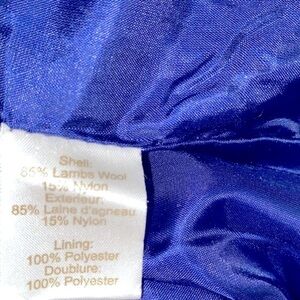 Shell:
85% Lambs Wool
15% Nylon
Exterieur:
85% Laine d'agneau
15% Nylon
Lining:
100% Polyester
Doublure:
100% Polyester